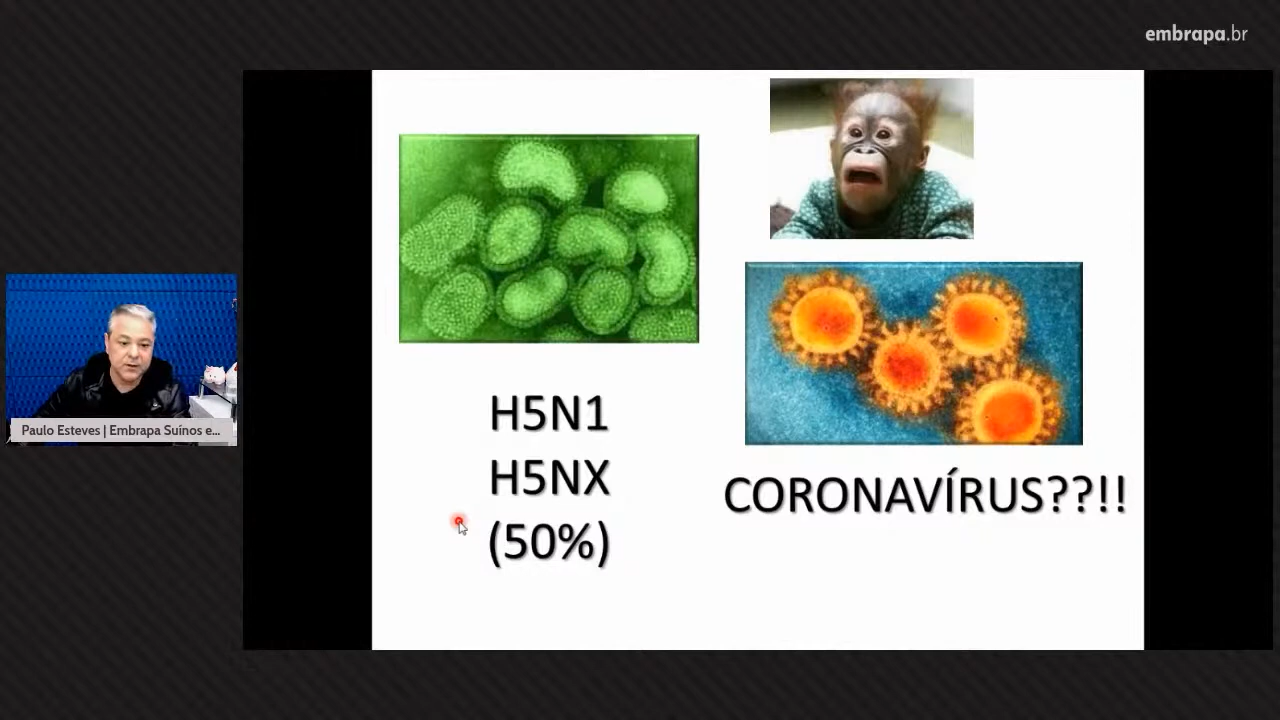 embrapa.br
H5N1
H5NX
(50%)
CORONAVÍRUS??!!
Paulo Esteves | Embrapa Suínos e...